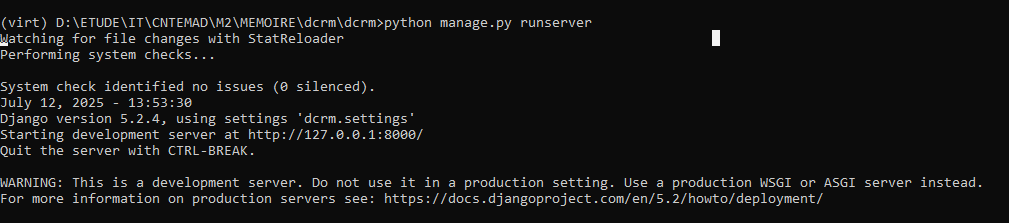 (virt) D:\ETUDE\IT\CNTEMAD\M2\MEMOIRE\dcrm\dcrm>python manage.py runserver
Watching for file changes with StatReloader
Performing system checks...
System check identified no issues (0 silenced).
July 12, 2025 - 13:53:30
Django version 5.2.4, using settings 'dcrm.settings'
Starting development server at http://127.0.0.1:8000/
Quit the server with CTRL-BREAK.
WARNING: This is a development server. Do not use it in a production setting. Use a production WSGI or ASGI server instead.
For more information on production servers see: https://docs.djangoproject.com/en/5.2/howto/deployment/